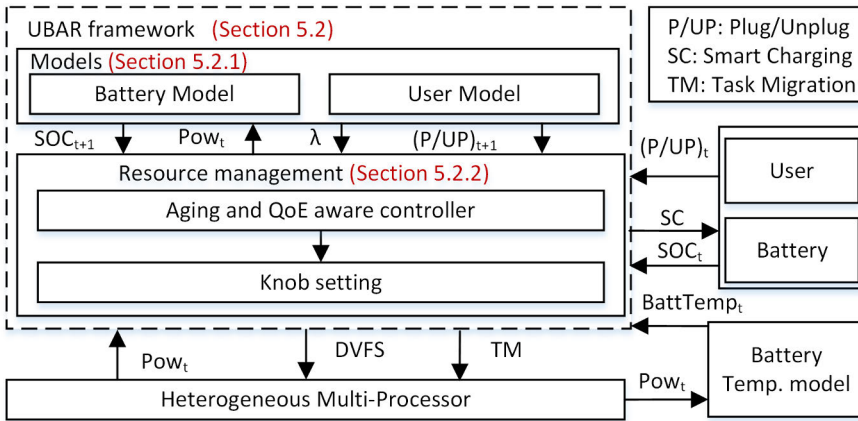 UBAR framework (Section 5.2)
Models (Section 5.2.1)
Battery Model
User Model
SOCt+1
Powt
λ
(P/UP)t+1
Resource management (Section 5.2.2)
Aging and QoE aware controller
Knob setting
P/UP: Plug/Unplug
SC: Smart Charging
TM: Task Migration
(P/UP)t
User
SC
Battery
SOCt
BattTempt
Powt
DVFS
TM
Battery
Temp. model
Heterogeneous Multi-Processor
Powt